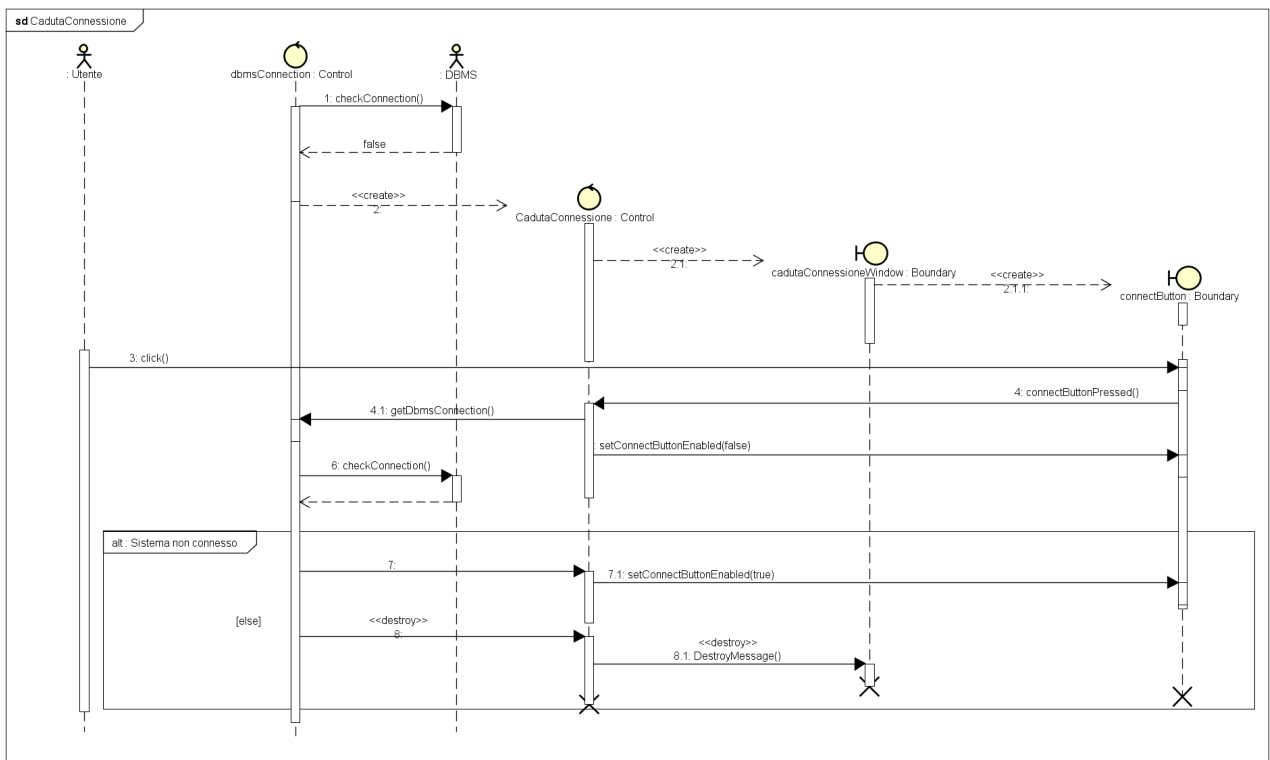 sd CadutaConnessione
: Utente
dbmsConnection : Control
: DBMS
1: checkConnection()
false
<<create>>
2:
CadutaConnessione : Control
<<create>>
2.1:
cadutaConnessioneWindow : Boundary
<<create>>
2.1.1:
connectButton : Boundary
3: click()
4: connectButtonPressed()
4.1: getDbmsConnection()
: setConnectButtonEnabled(false)
6: checkConnection()
alt : Sistema non connesso
7:
7.1: setConnectButtonEnabled(true)
[else]
<<destroy>>
8:
<<destroy>>
8.1: DestroyMessage()